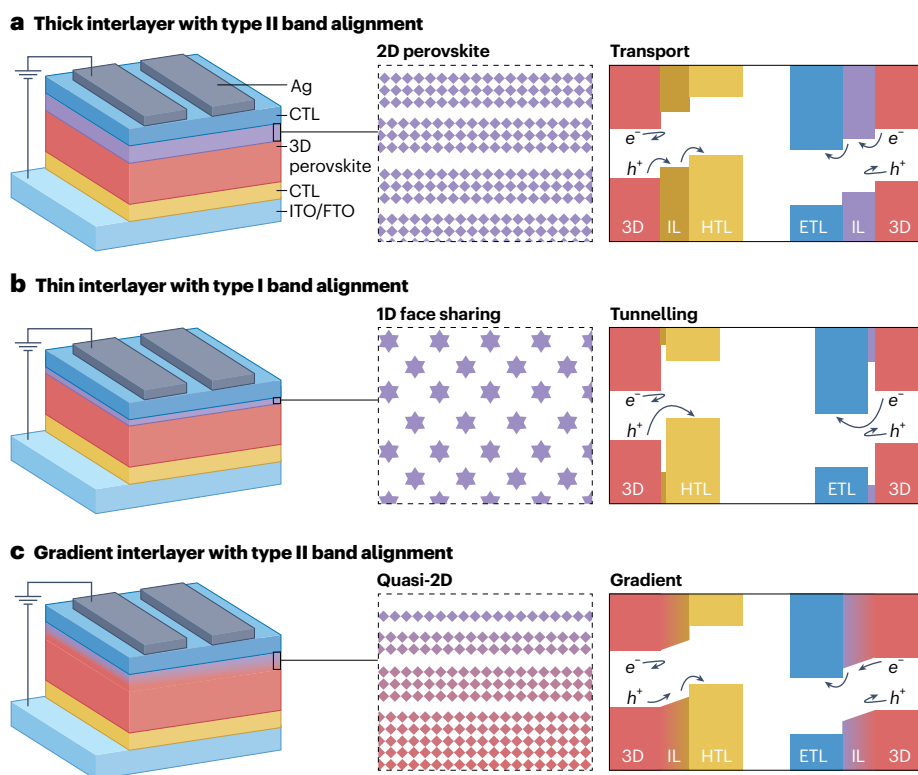 a Thick interlayer with type II band alignment
2D perovskite
Transport
Ag
CTL
3D
perovskite
CTL
ITO/FTO
e⁻
h⁺
3D IL HTL
e⁻
h⁺
ETL IL 3D
b Thin interlayer with type I band alignment
1D face sharing
Tunnelling
e⁻
h⁺
3D HTL
e⁻
h⁺
ETL 3D
c Gradient interlayer with type II band alignment
Quasi-2D
Gradient
e⁻
h⁺
3D IL HTL
e⁻
h⁺
ETL IL 3D